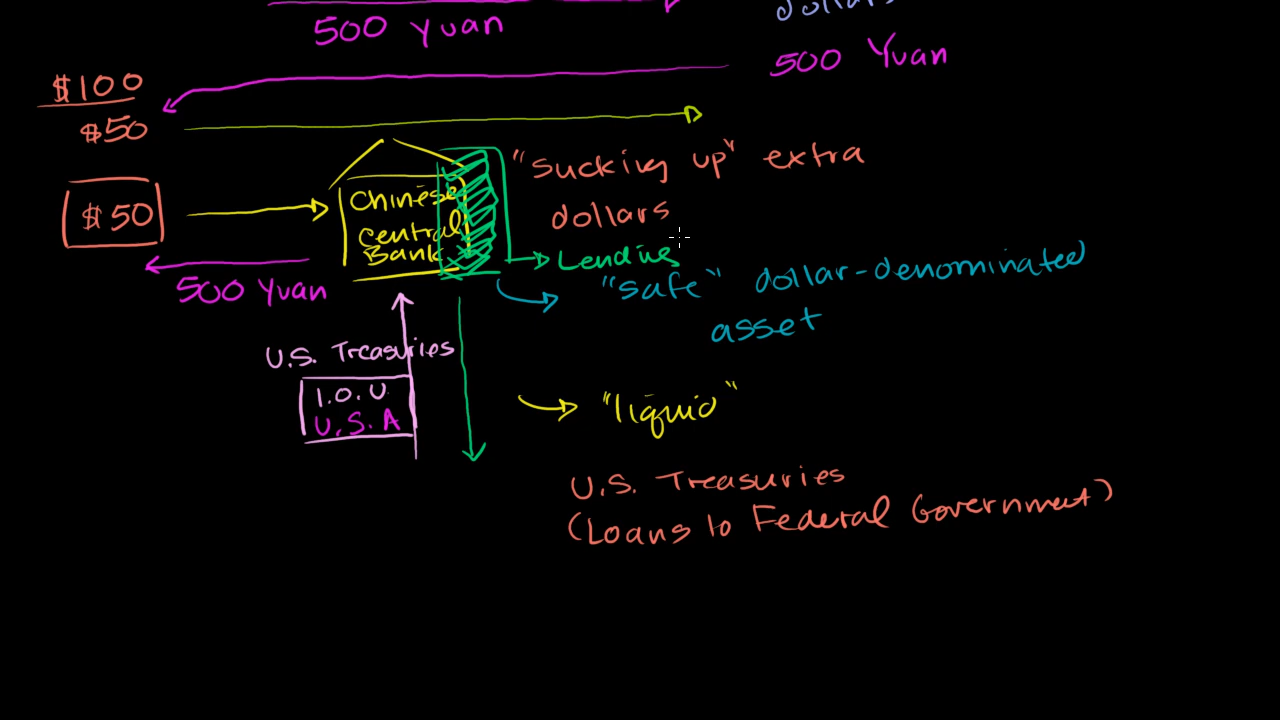 dollars
500 Yuan
500 Yuan
$100
$50
"sucking up" extra
dollars
$50
Chinese
central
Bank
Lending
"safe" dollar-denominated
asset
500 Yuan
U.S. Treasuries
I.O.U.
U.S.A
"liquid"
U.S. Treasuries
(Loans to Federal Government)